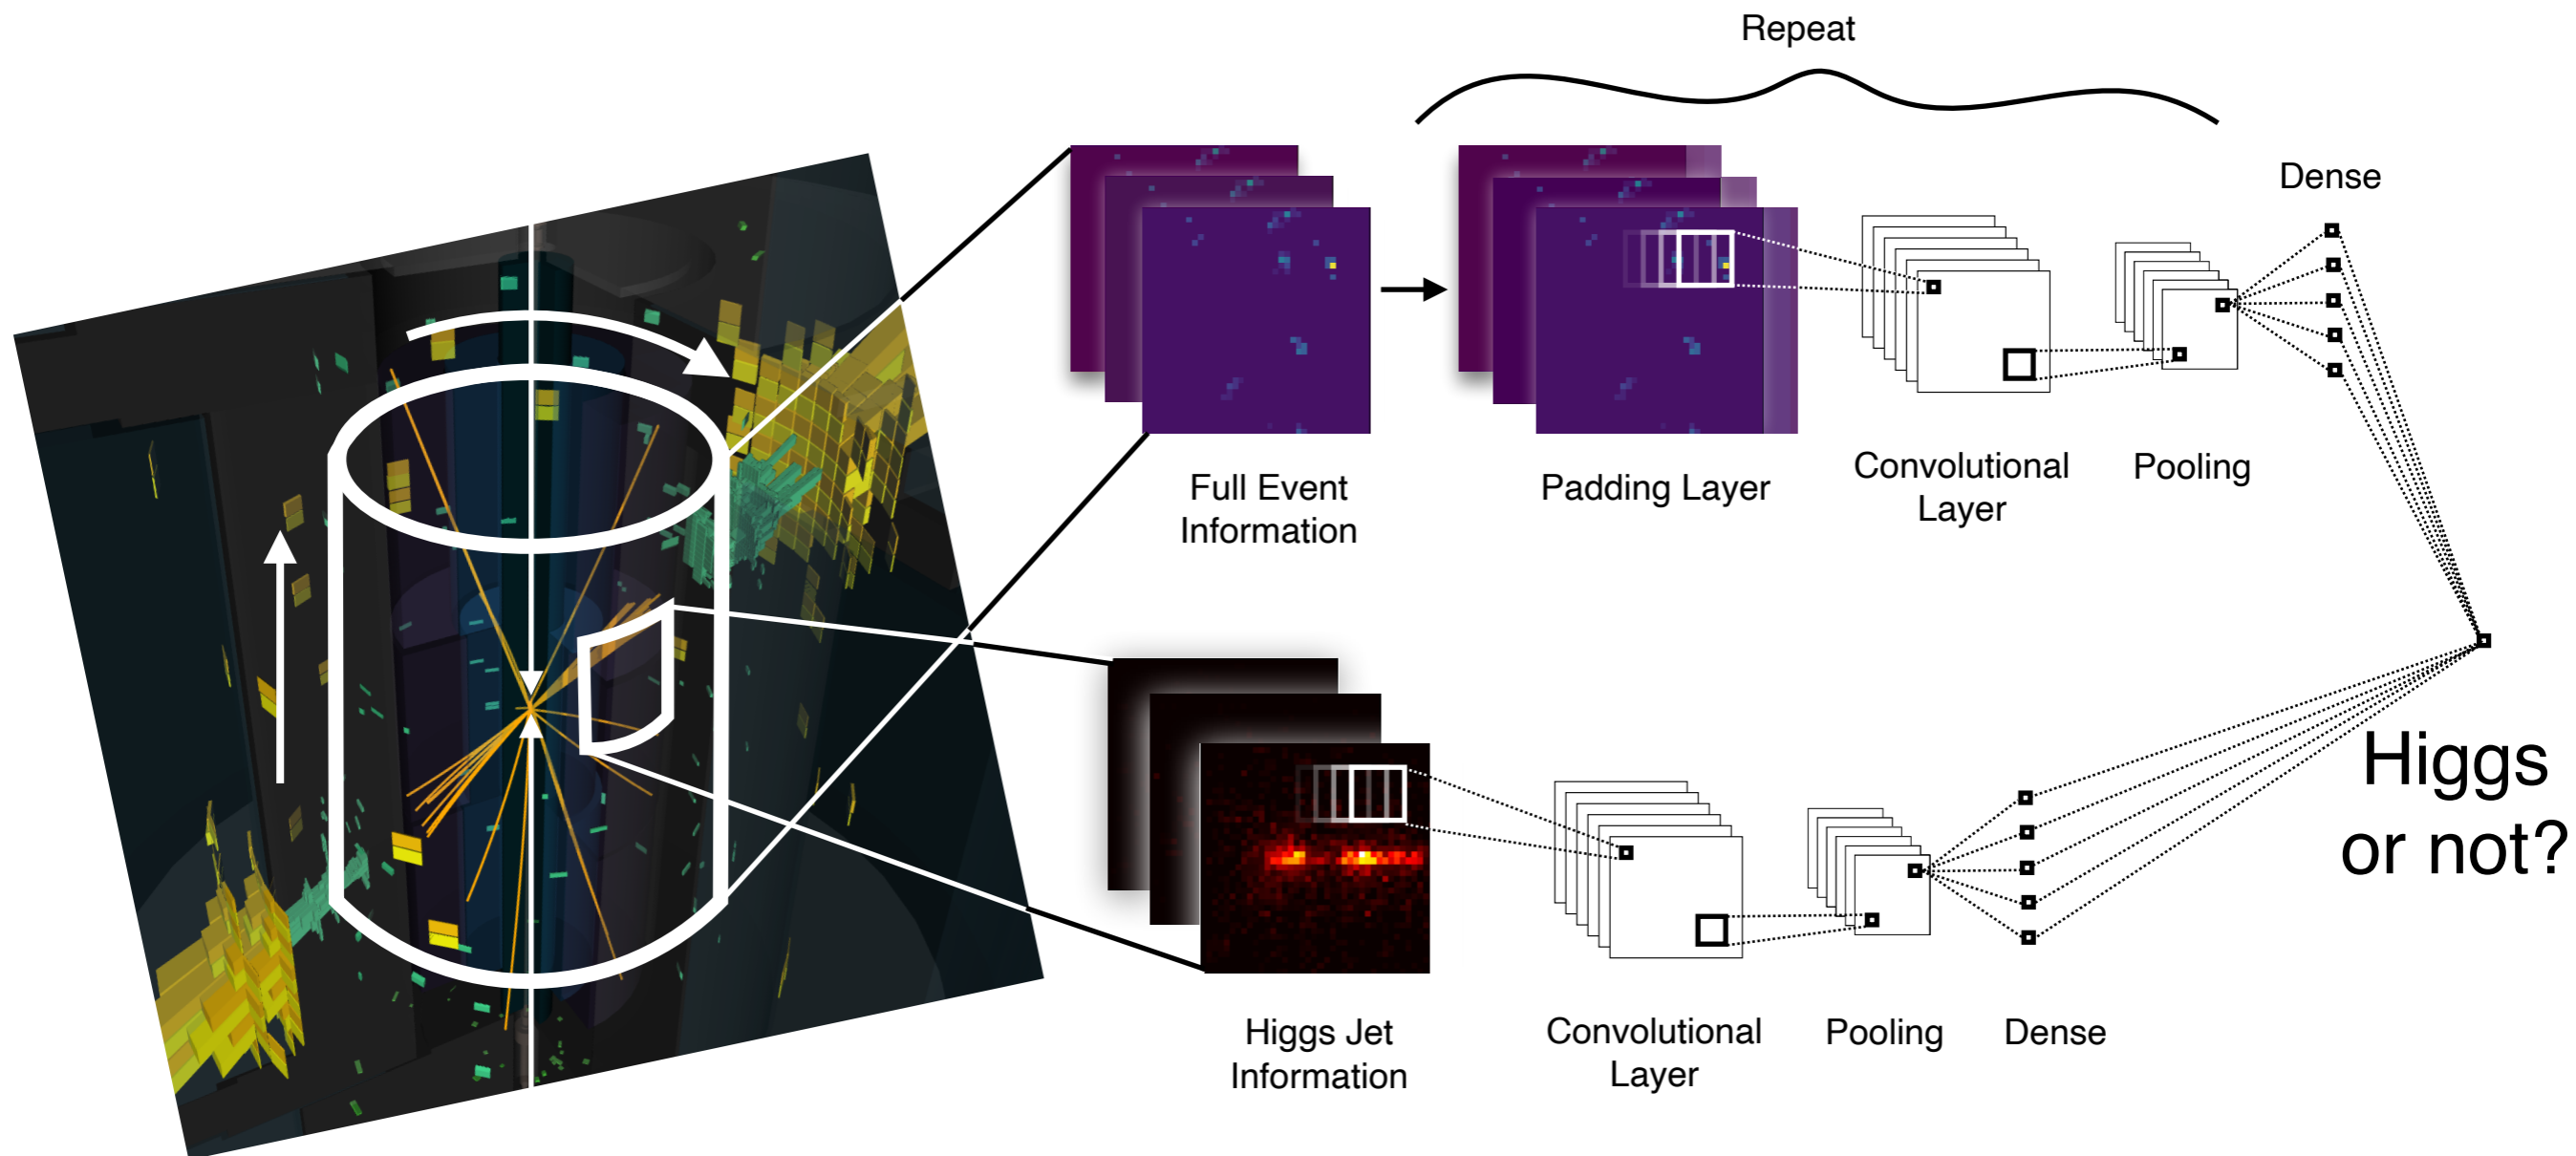 Repeat
Dense
Full Event
Information
Padding Layer
Convolutional
Layer
Pooling
Higgs
or not?
Higgs Jet
Information
Convolutional
Layer
Pooling
Dense